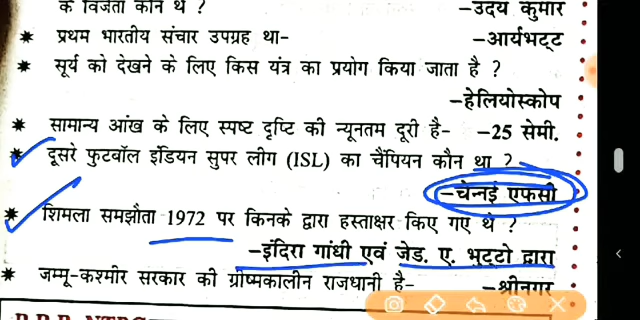 के विजेता कौन थे ? –उदय कुमार
* प्रथम भारतीय संचार उपग्रह था- –आर्यभट्ट
* सूर्य को देखने के लिए किस यंत्र का प्रयोग किया जाता है ?
–हेलियोस्कोप
* सामान्य आंख के लिए स्पष्ट दृष्टि की न्यूनतम दूरी है- –25 सेमी.
* दूसरे फुटबॉल इंडियन सुपर लीग (ISL) का चैंपियन कौन था ?
–चेन्नई एफसी
* शिमला समझौता 1972 पर किनके द्वारा हस्ताक्षर किए गए थे ?
–इंदिरा गांधी एवं जेड. ए. भुट्टो द्वारा
* जम्मू-कश्मीर सरकार की ग्रीष्मकालीन राजधानी है- –श्रीनगर